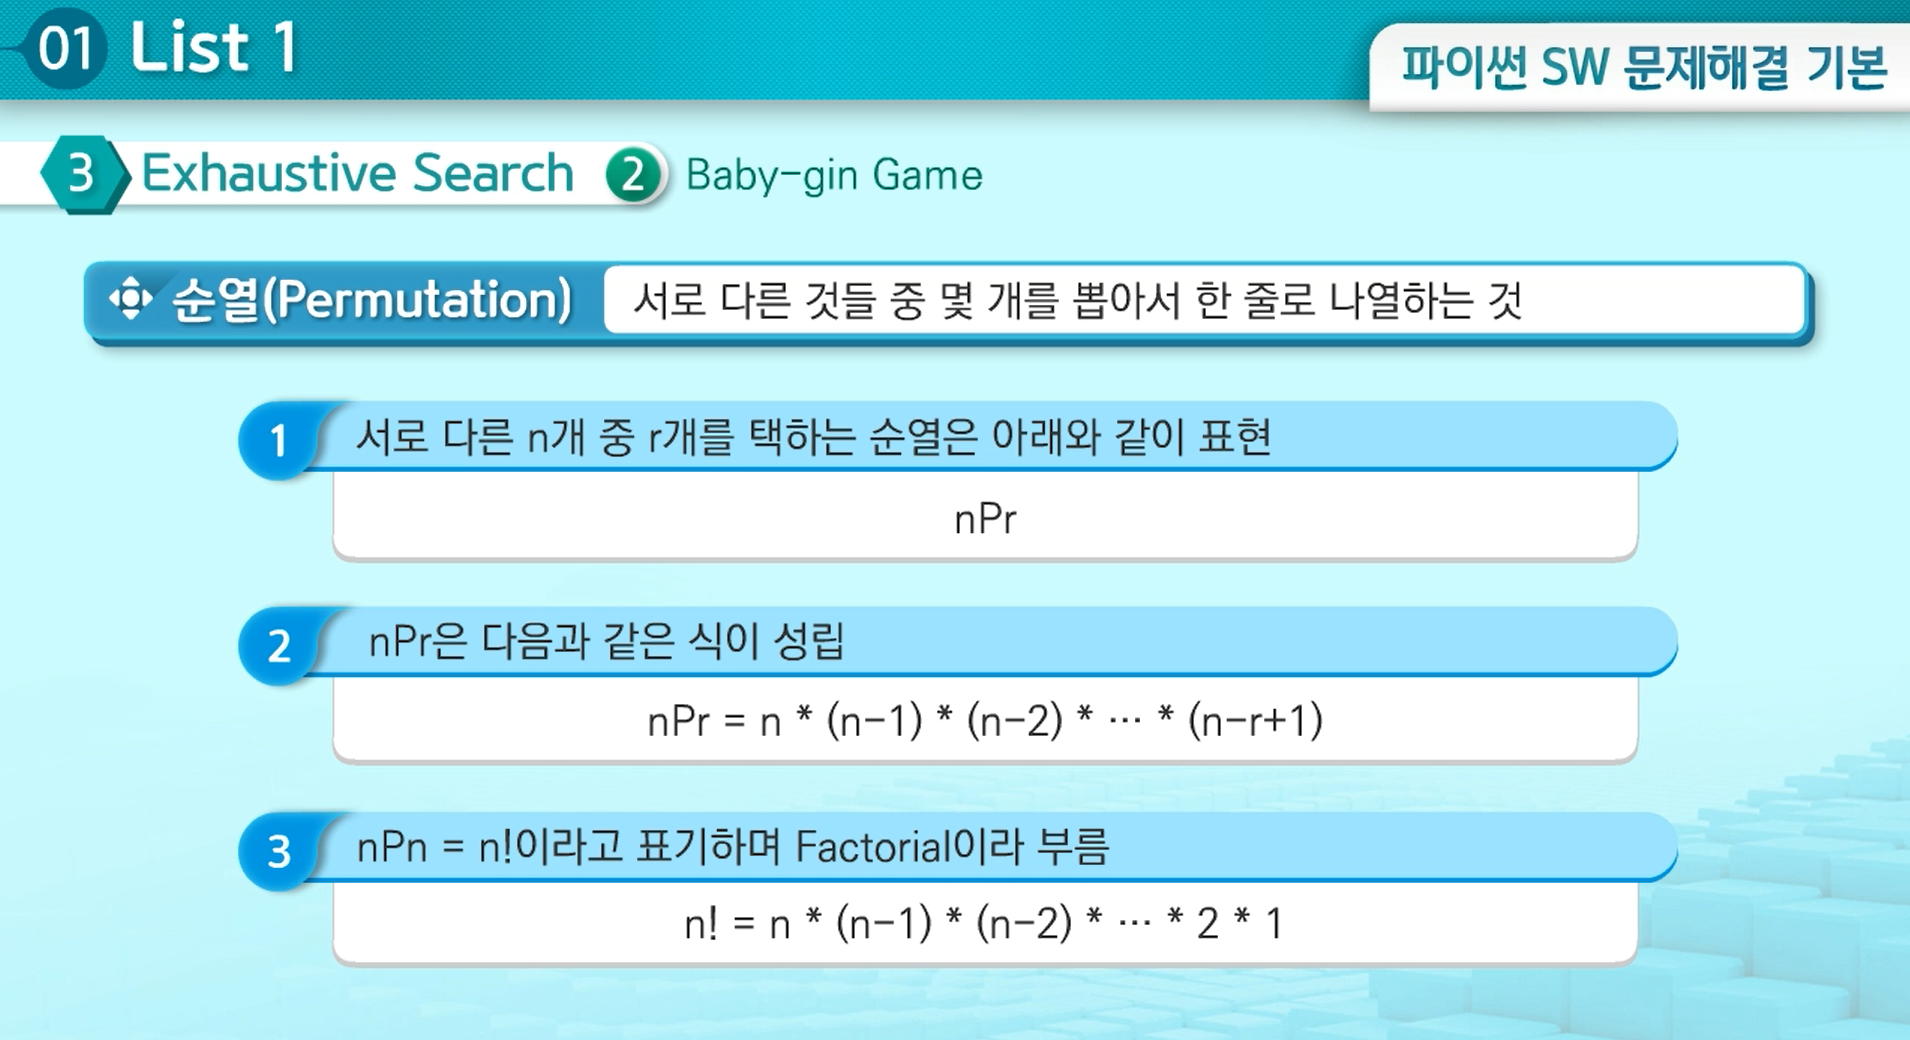 01 List 1
파이썬 SW 문제해결 기본
3 Exhaustive Search 2 Baby-gin Game
순열(Permutation) 서로 다른 것들 중 몇 개를 뽑아서 한 줄로 나열하는 것
1 서로 다른 n개 중 r개를 택하는 순열은 아래와 같이 표현
nPr
2 nPr은 다음과 같은 식이 성립
nPr = n * (n-1) * (n-2) * ··· * (n-r+1)
3 nPn = n!이라고 표기하며 Factorial이라 부름
n! = n * (n-1) * (n-2) * ··· * 2 * 1